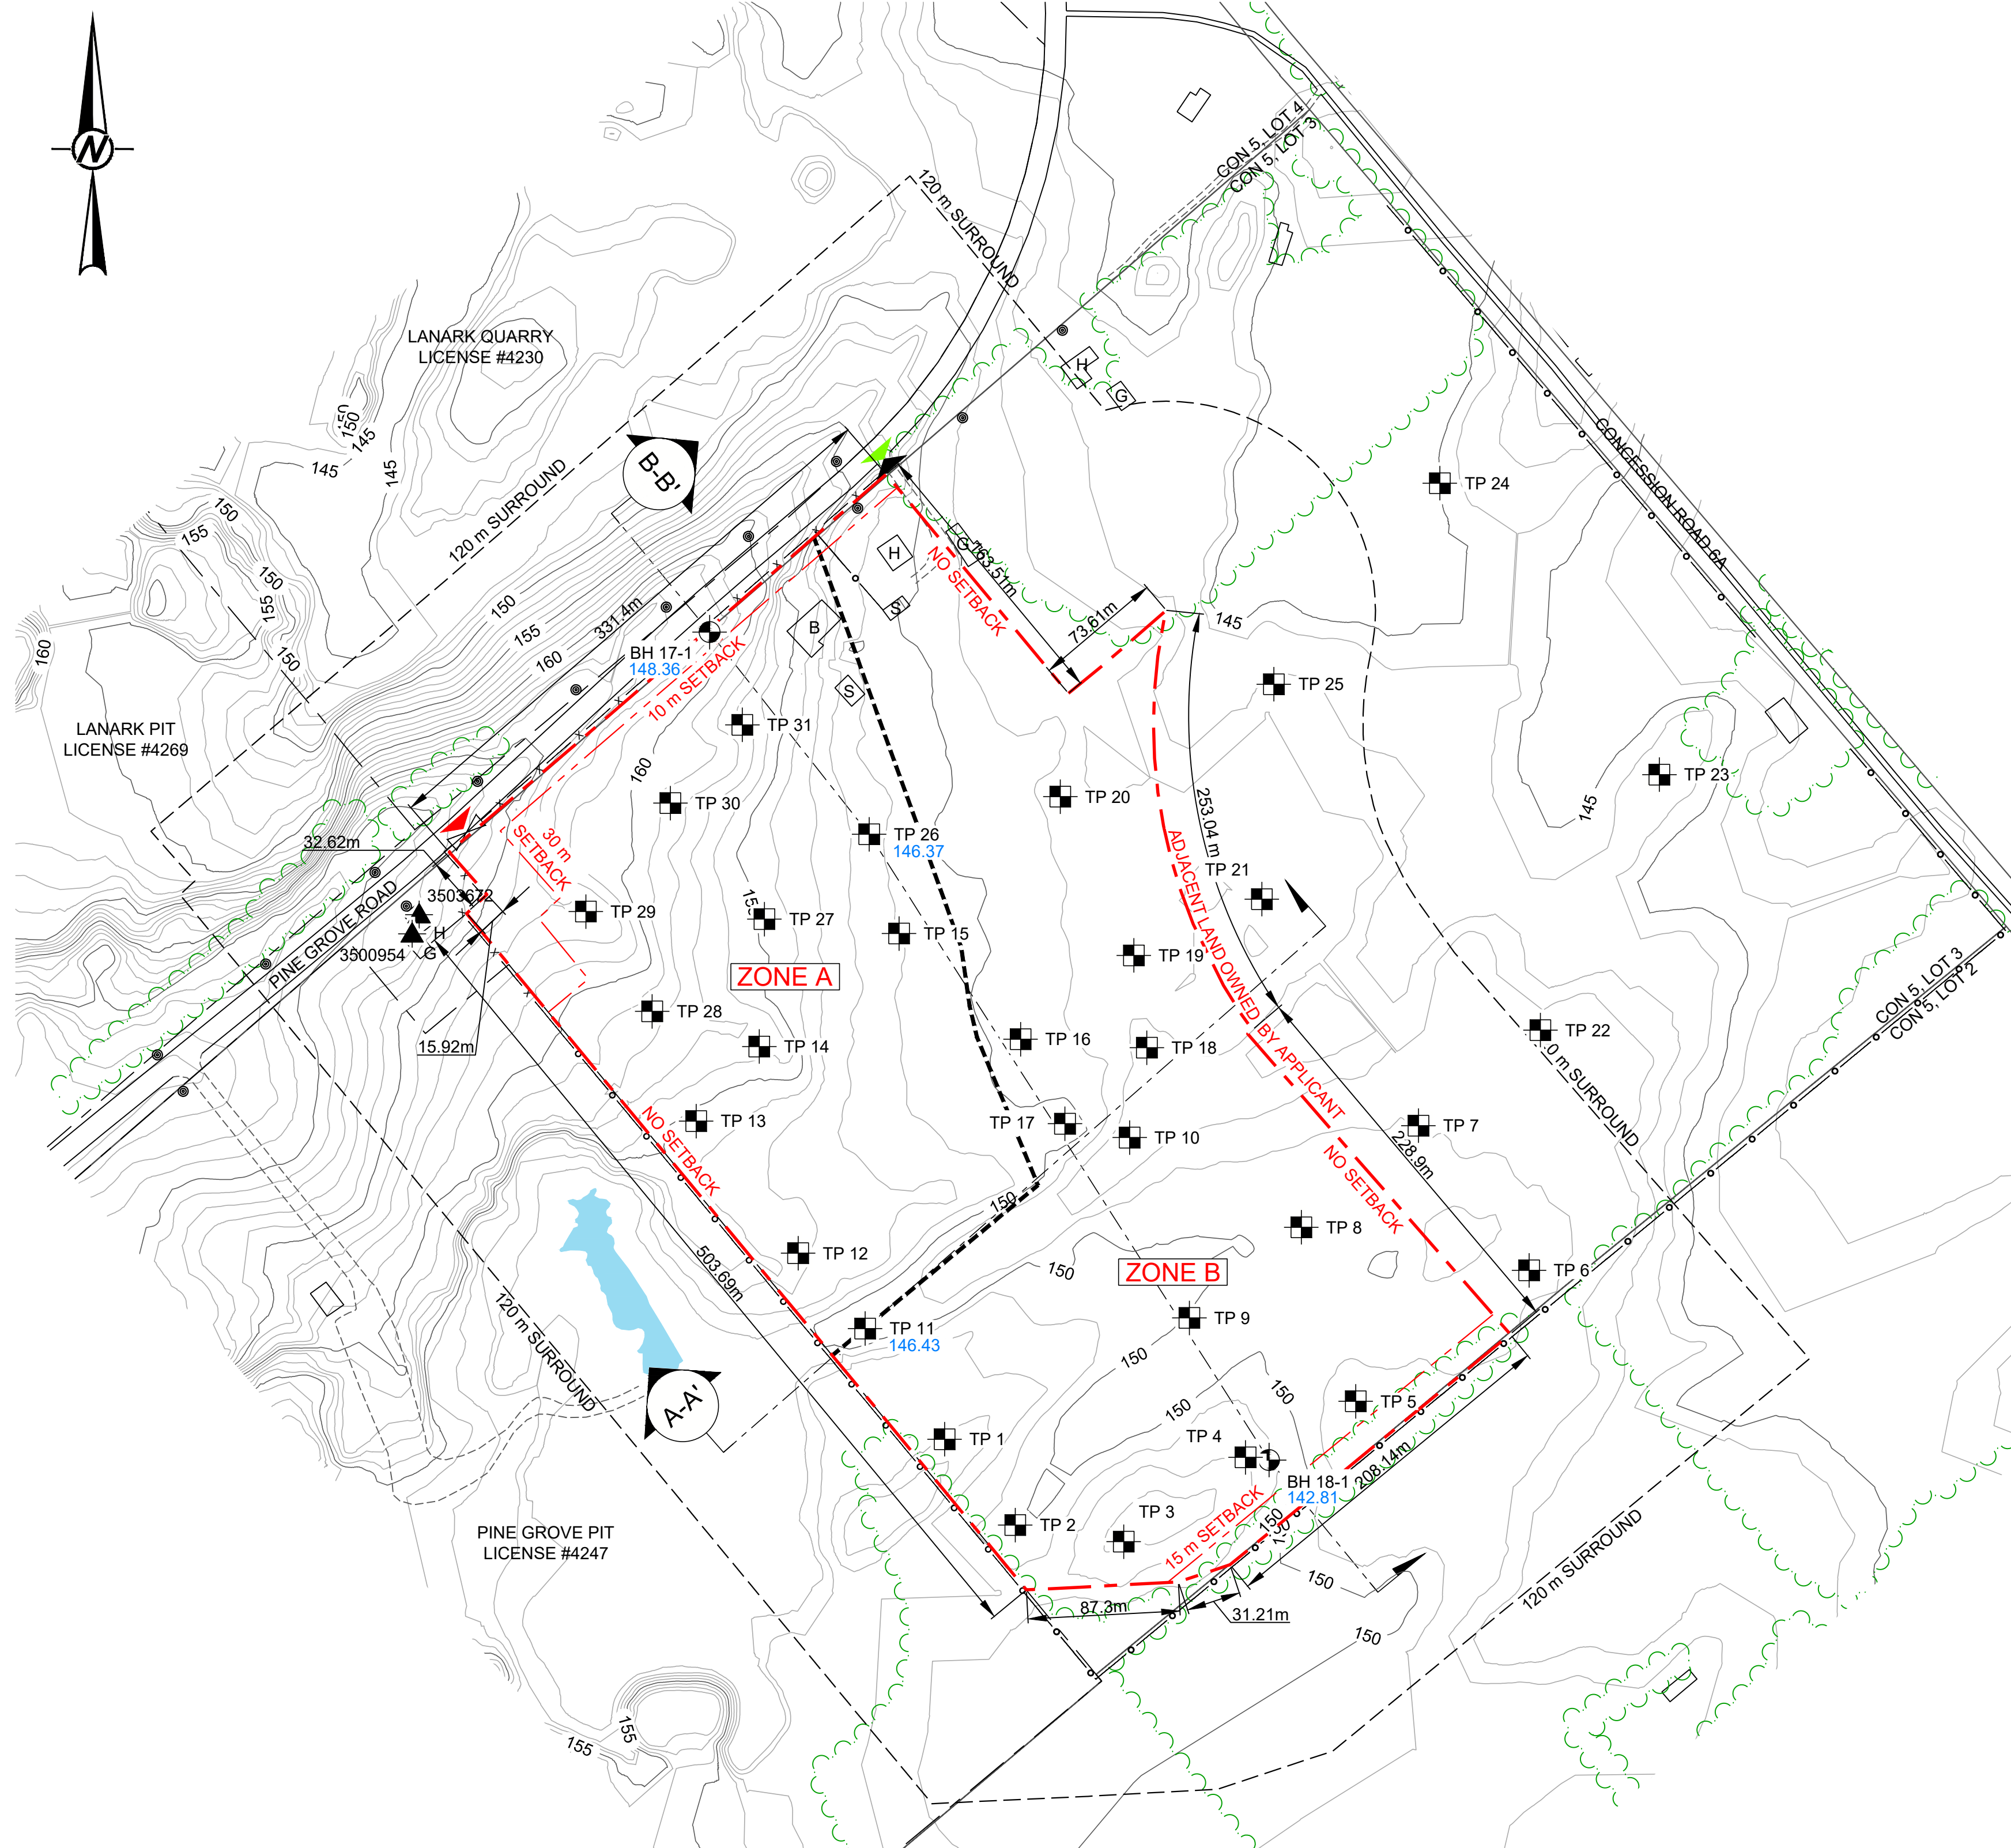 N
CON 5, LOT 4
CON 5, LOT 3
120 m SURROUND
LANARK QUARRY
LICENSE #4230
150
150
145
145
145
H
G
B-B'
CONCESSION ROAD 6A
TP 24
120 m SURROUND
150
155
150
155
150
150
155
160
331.4m
160
LANARK PIT
LICENSE #4269
H
G
S
B
S
163.51m
NO SETBACK
73.61m
145
BH 17-1
148.36
10 m SETBACK
TP 25
TP 31
160
TP 30
TP 20
TP 23
145
253.04 m
TP 26
146.37
30 m
SETBACK
32.62m
3503672
PINE GROVE ROAD
3500954
H
G
15.92m
TP 29
TP 27
TP 15
TP 21
TP 19
ADJACENT LAND OWNED BY APPLICANT
ZONE A
CON 5, LOT 3
CON 5, LOT 2
TP 28
TP 14
TP 16
TP 18
TP 22
0 m SURROUND
TP 13
NO SETBACK
TP 17
TP 10
TP 7
228.9m
NO SETBACK
150
TP 12
503.69m
TP 8
150
ZONE B
TP 6
120 m SURROUND
TP 11
146.43
TP 9
150
A-A'
150
150
TP 5
TP 1
TP 4
BH 18-1
142.81
208.14m
TP 2
TP 3
15 m SETBACK
150
150
PINE GROVE PIT
LICENSE #4247
120 m SURROUND
87.3m
31.21m
150
155
155